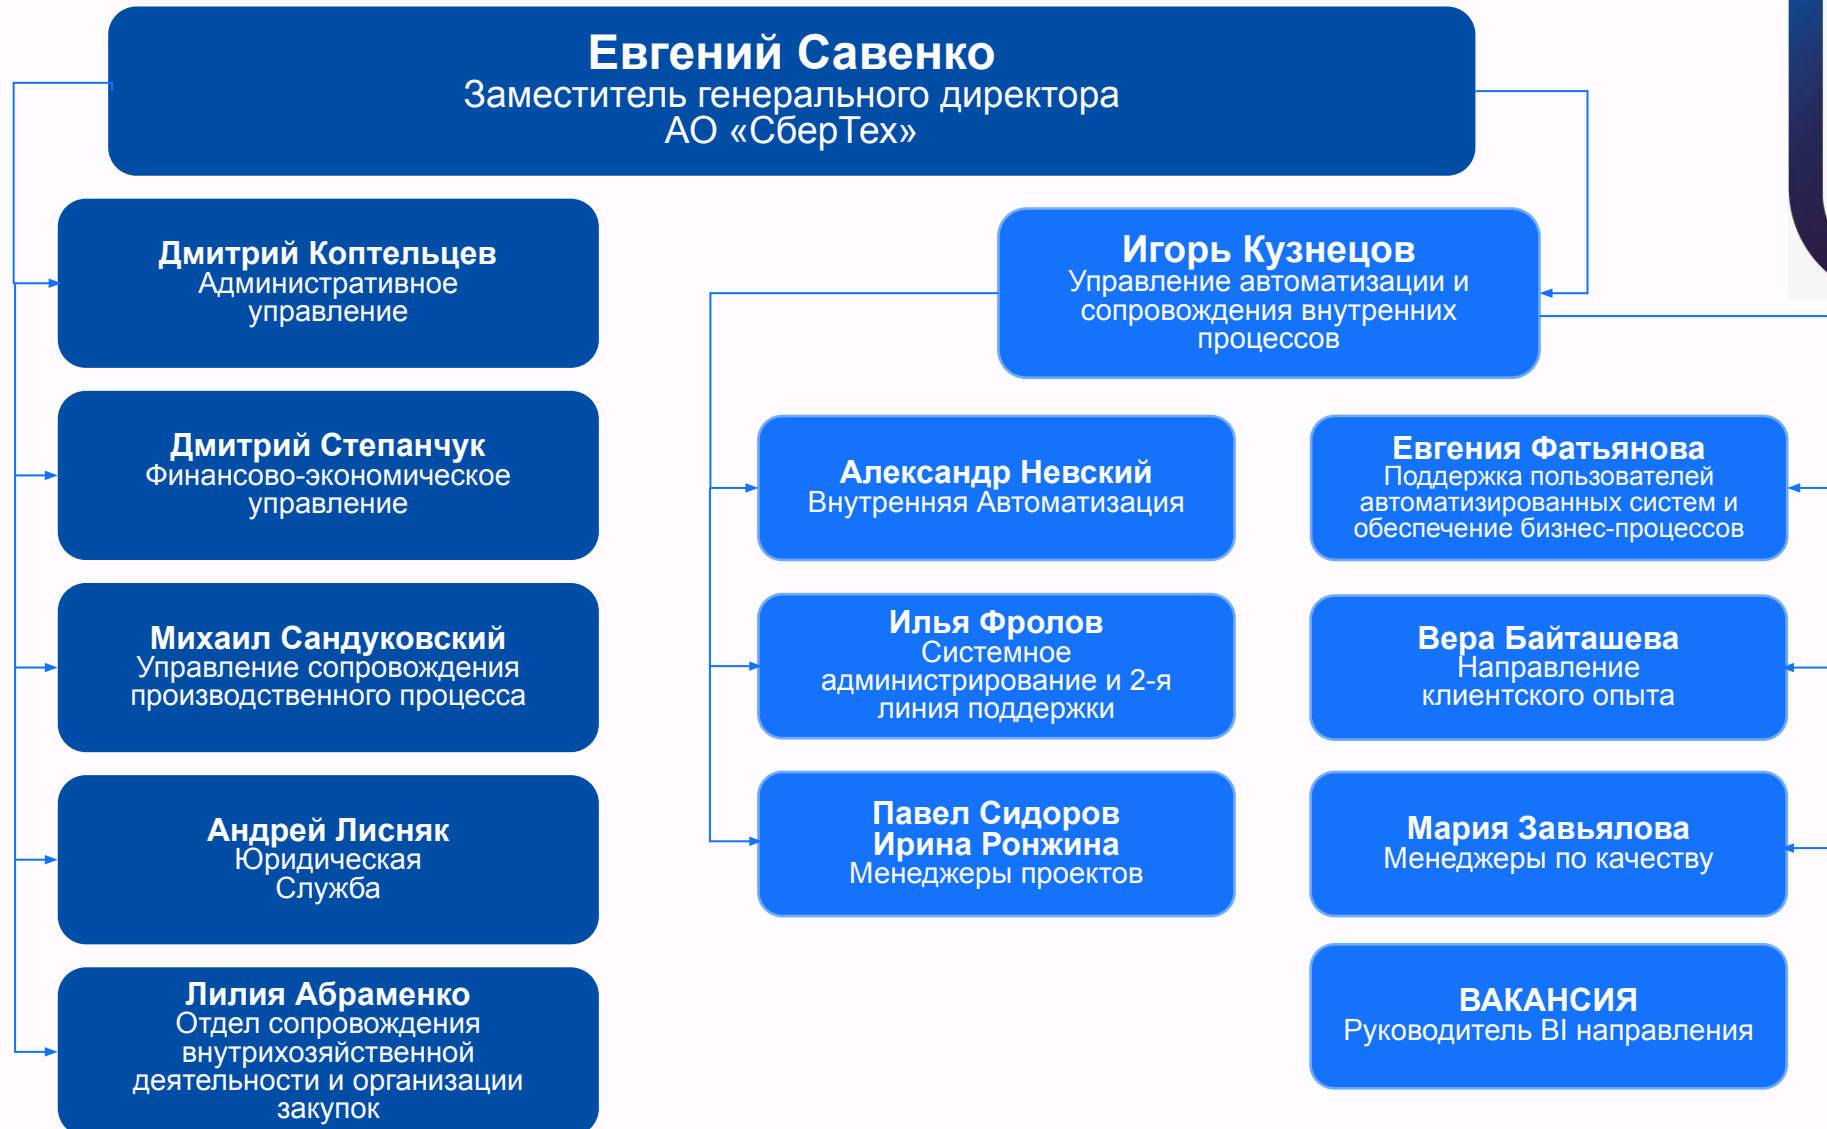 Евгений Савенко
Заместитель генерального директора
АО «СберТех»
Дмитрий Коптельцев
Административное
управление
Дмитрий Степанчук
Финансово-экономическое
управление
Михаил Сандуковский
Управление сопровождения
производственного процесса
Андрей Лисняк
Юридическая
Служба
Лилия Абраменко
Отдел сопровождения
внутрихозяйственной
деятельности и организации
закупок
Игорь Кузнецов
Управление автоматизации и
сопровождения внутренних
процессов
Александр Невский
Внутренняя Автоматизация
Илья Фролов
Системное
администрирование и 2-я
линия поддержки
Павел Сидоров
Ирина Ронжина
Менеджеры проектов
Евгения Фатьянова
Поддержка пользователей
автоматизированных систем и
обеспечение бизнес-процессов
Вера Байташева
Направление
клиентского опыта
Мария Завьялова
Менеджеры по качеству
ВАКАНСИЯ
Руководитель BI направления